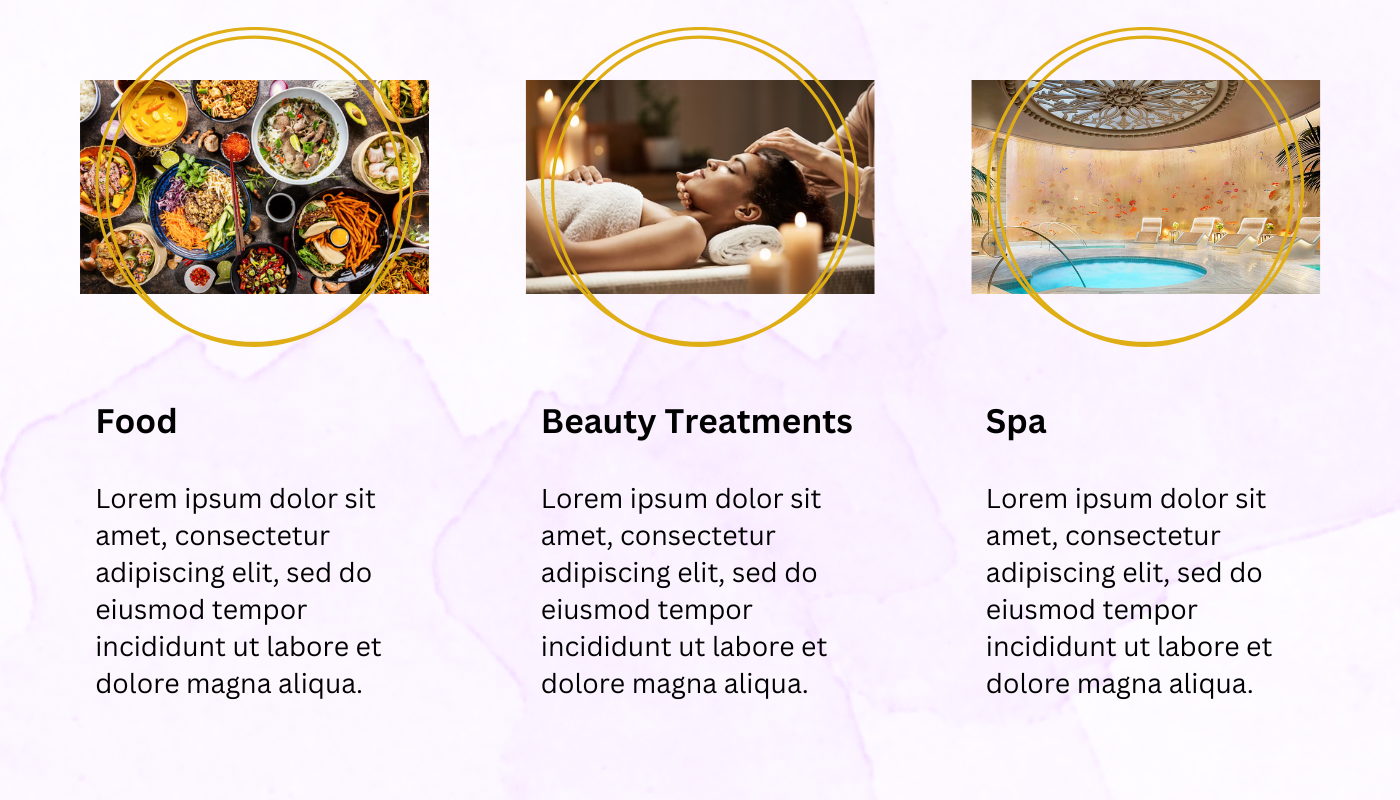 Food
Lorem ipsum dolor sit
amet, consectetur
adipiscing elit, sed do
eiusmod tempor
incididunt ut labore et
dolore magna aliqua.
Beauty Treatments
Lorem ipsum dolor sit
amet, consectetur
adipiscing elit, sed do
eiusmod tempor
incididunt ut labore et
dolore magna aliqua.
Spa
Lorem ipsum dolor sit
amet, consectetur
adipiscing elit, sed do
eiusmod tempor
incididunt ut labore et
dolore magna aliqua.